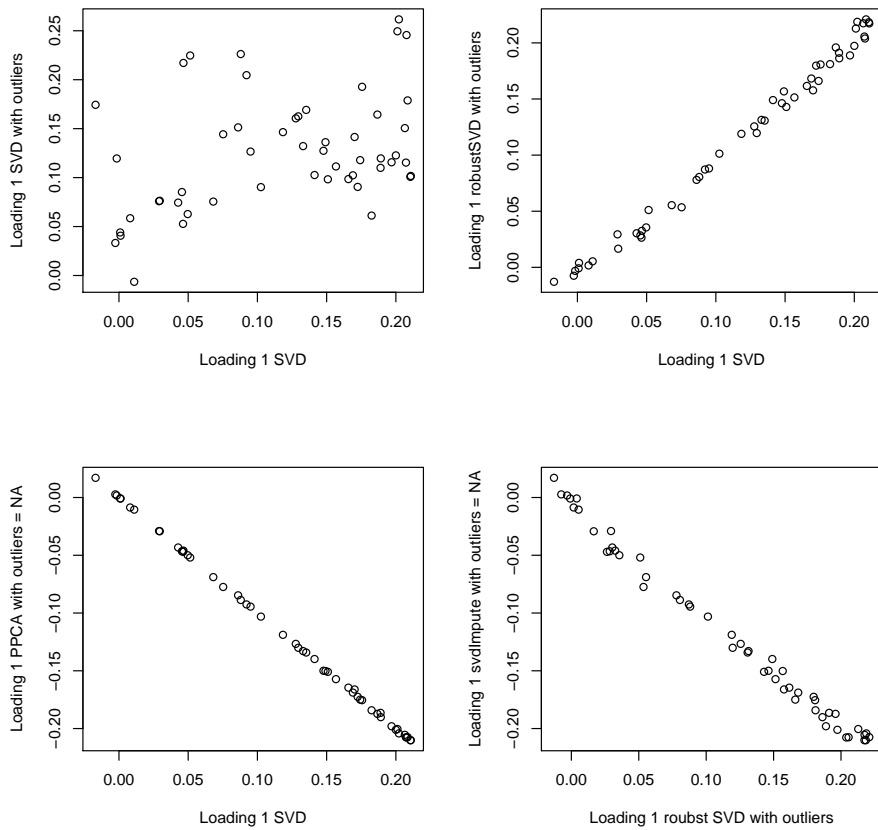 Loading 1 SVD with outliers
0.00 0.05 0.10 0.15 0.20 0.25
0.00 0.05 0.10 0.15 0.20
Loading 1 SVD
Loading 1 robustSVD with outliers
0.00 0.05 0.10 0.15 0.20
0.00 0.05 0.10 0.15 0.20
Loading 1 SVD
Loading 1 PPCA with outliers = NA
−0.20 −0.15 −0.10 −0.05 0.00
0.00 0.05 0.10 0.15 0.20
Loading 1 SVD
Loading 1 svdImpute with outliers = NA
−0.20 −0.15 −0.10 −0.05 0.00
0.00 0.05 0.10 0.15 0.20
Loading 1 roubst SVD with outliers